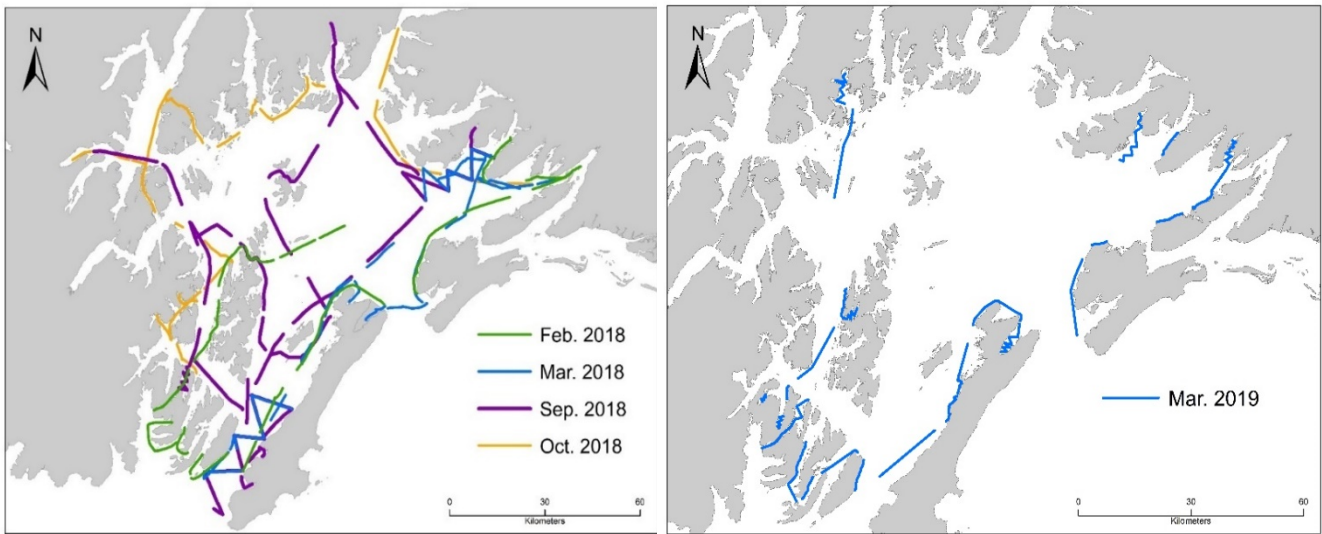 N
Feb. 2018
Mar. 2018
Sep. 2018
Oct. 2018
0 30 60
Kilometers
N
Mar. 2019
0 30 60
Kilometers